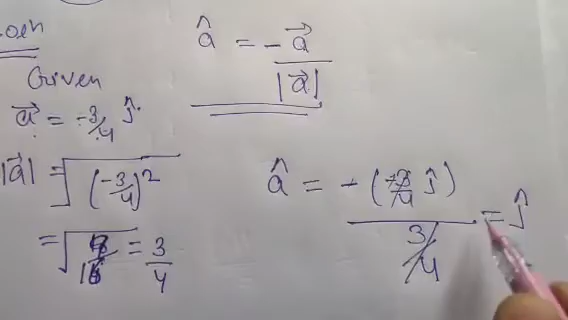 Given
â = - a⃗ / |a⃗|
a⃗ = -3/4 ĵ
|a⃗| = √(-3/4)²
= √9/16 = 3/4
â = - (-3/4 ĵ) / 3/4 = ĵ